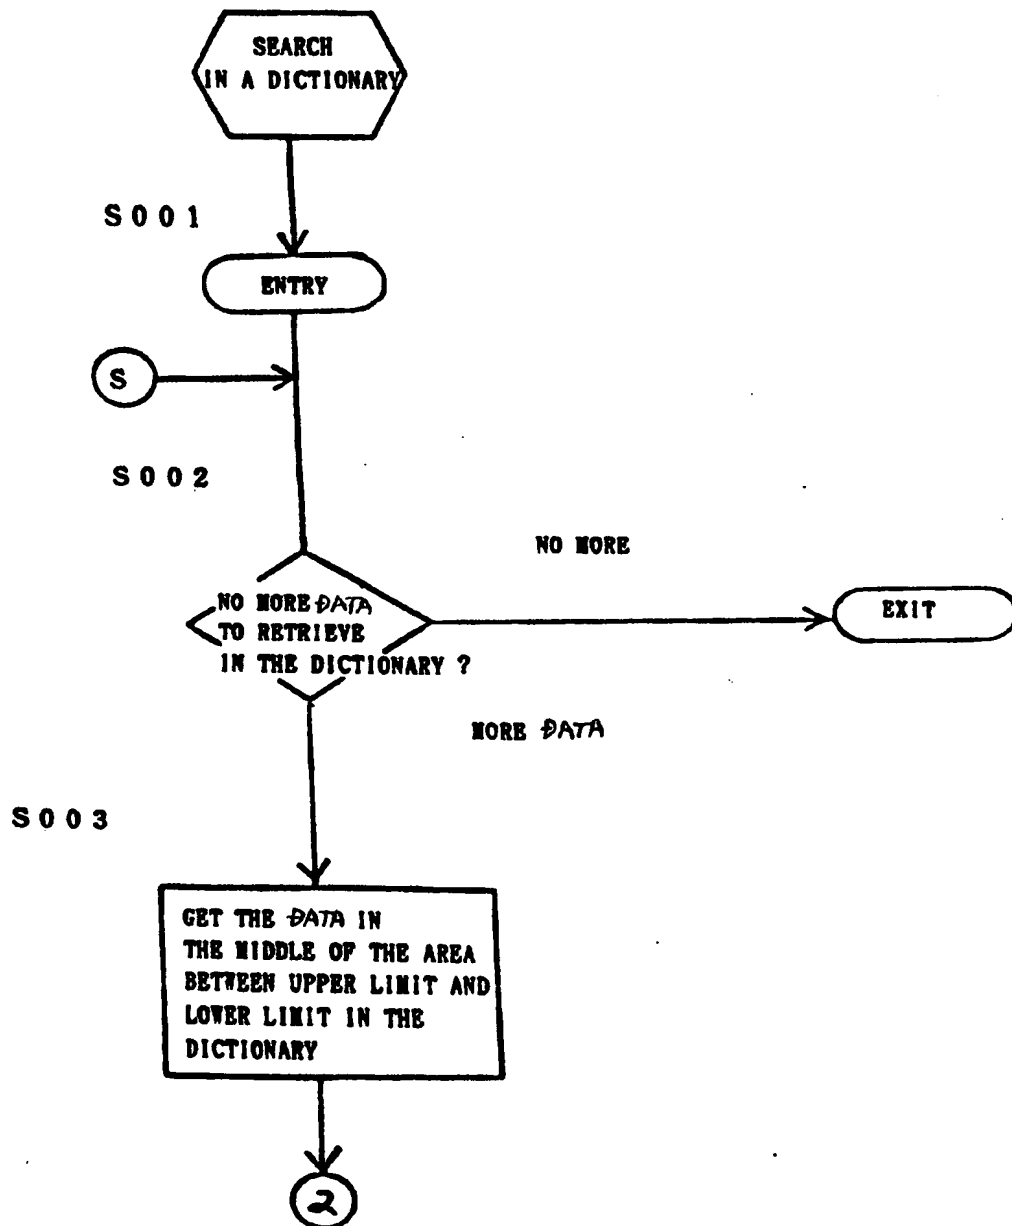 SEARCH
IN A DICTIONARY
S001
ENTRY
S
S002
NO MORE
NO MORE DATA
TO RETRIEVE
IN THE DICTIONARY ?
EXIT
MORE DATA
S003
GET THE DATA IN
THE MIDDLE OF THE AREA
BETWEEN UPPER LIMIT AND
LOWER LIMIT IN THE
DICTIONARY
2